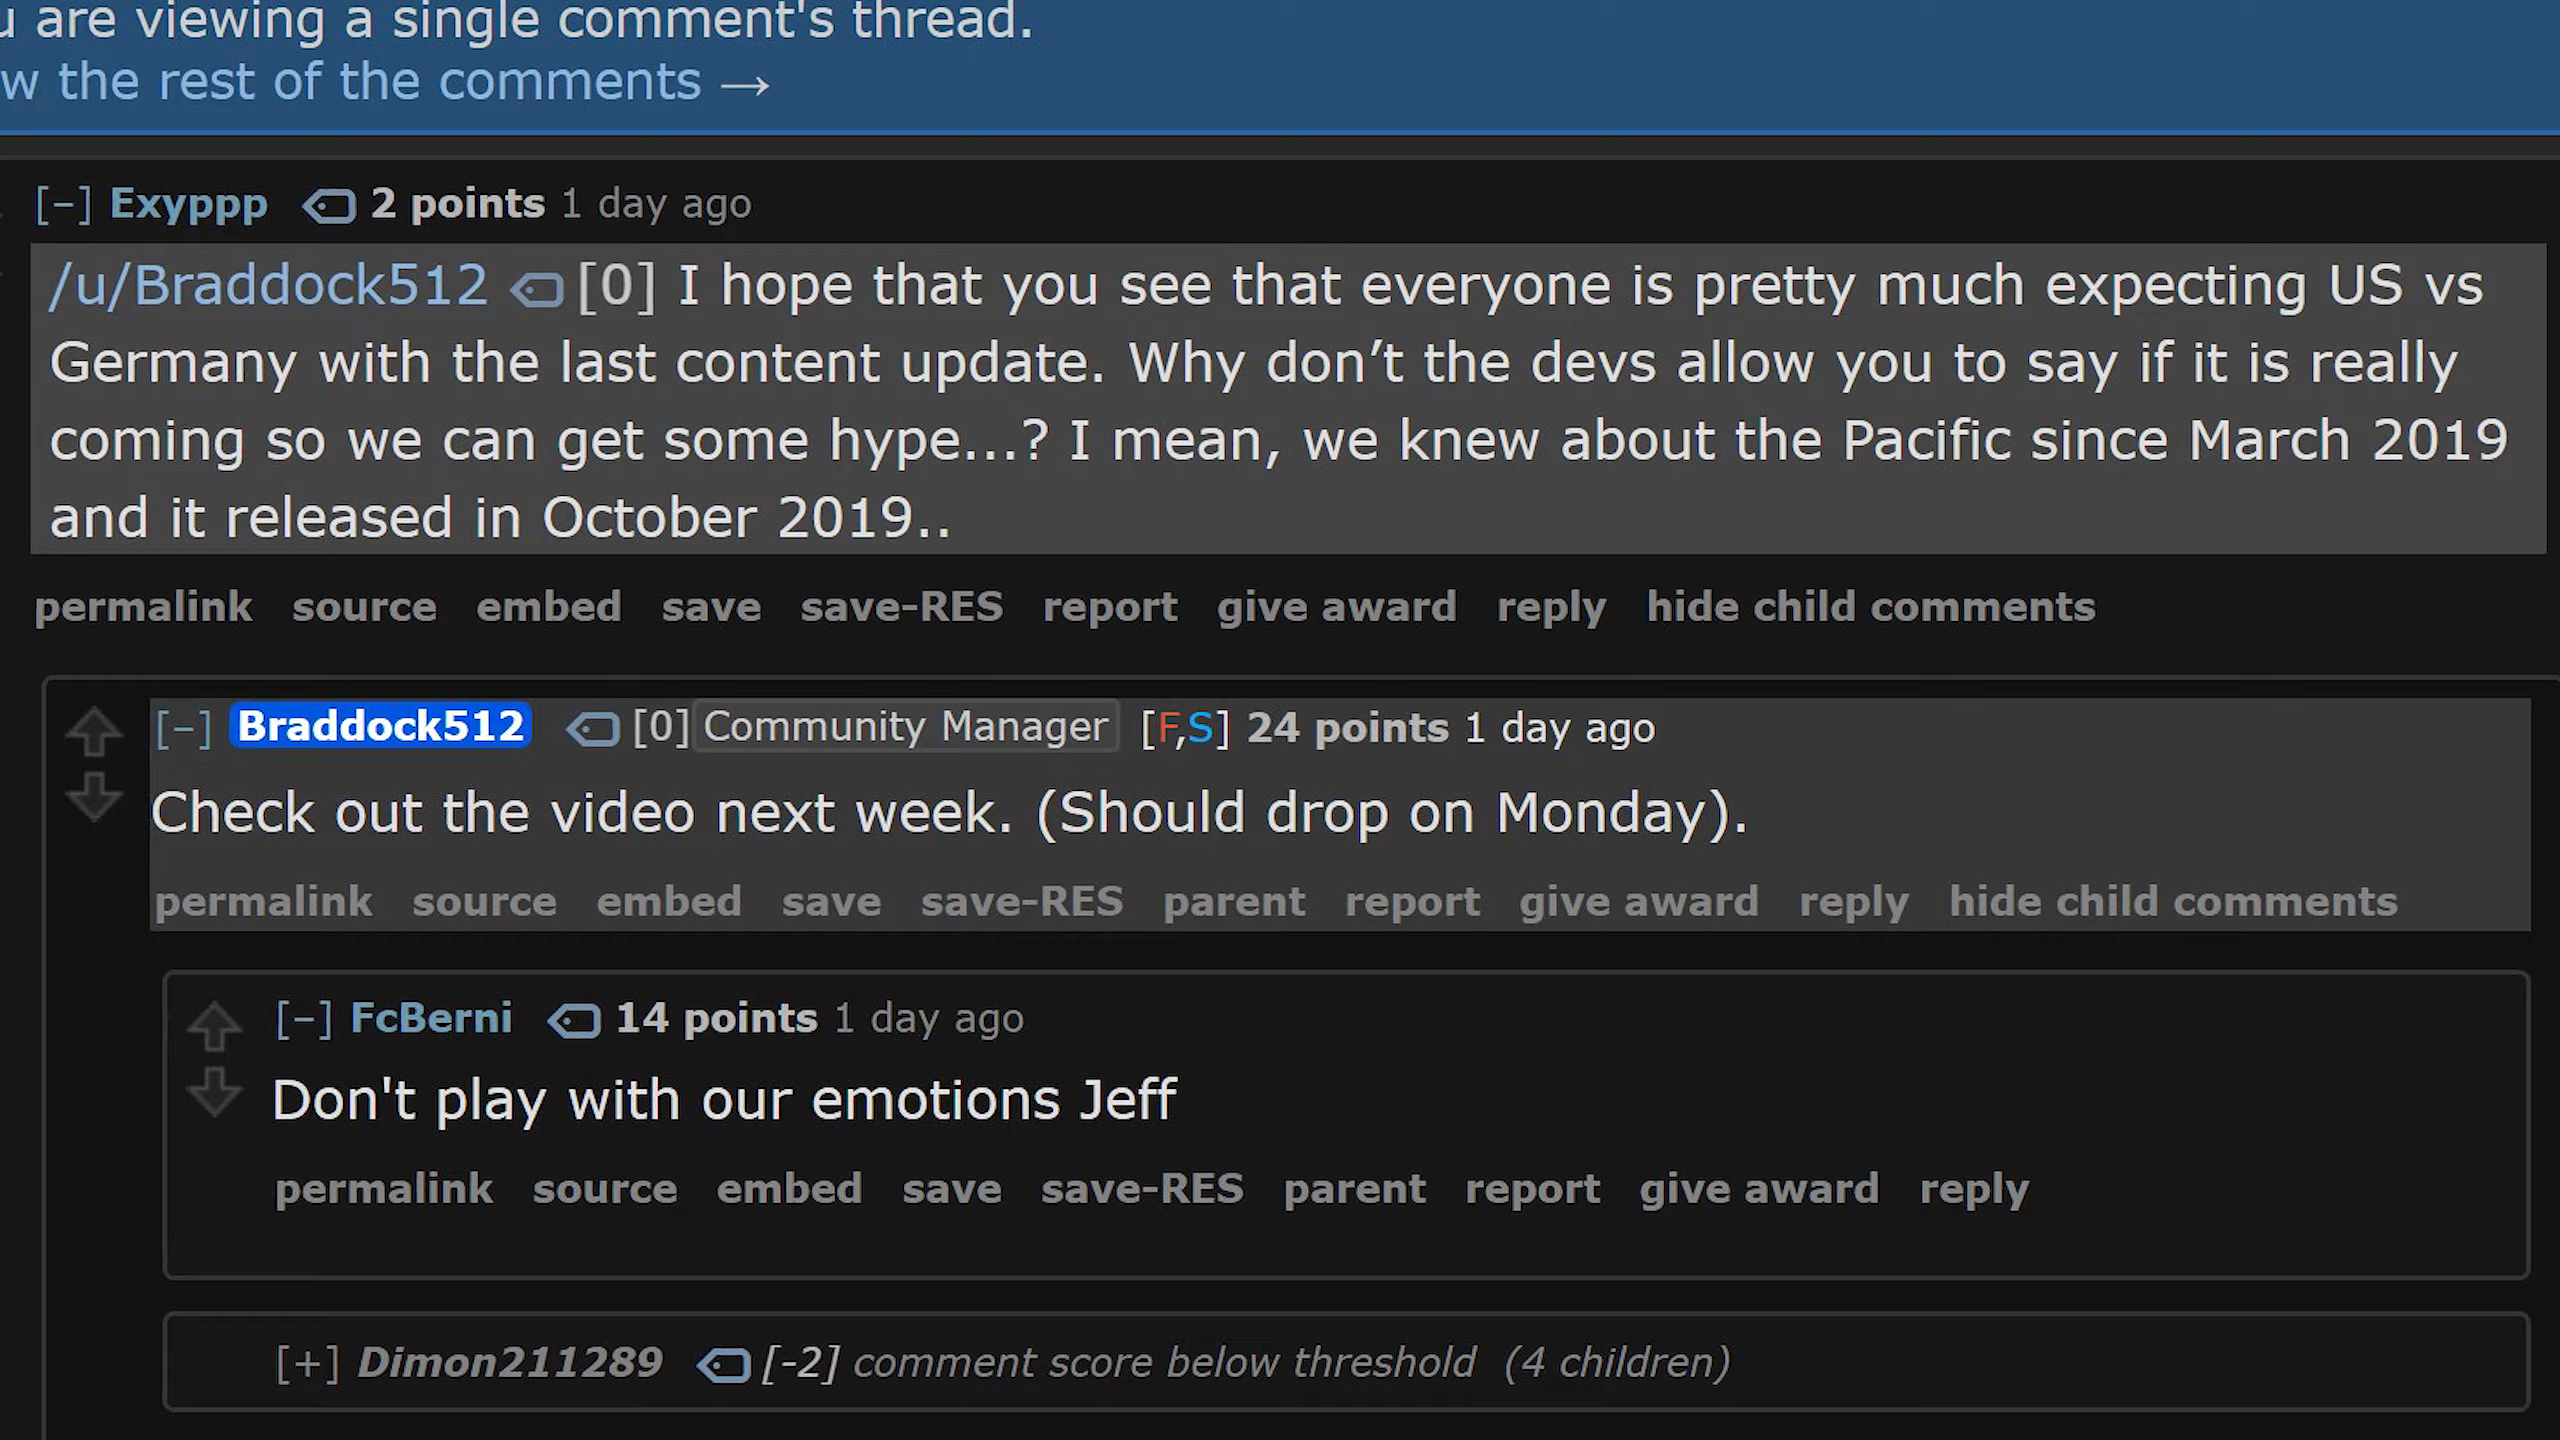 are viewing a single comment's thread.
the rest of the comments →
[–] Exyppp 2 points 1 day ago
/u/Braddock512 [0] I hope that you see that everyone is pretty much expecting US vs
Germany with the last content update. Why don’t the devs allow you to say if it is really
coming so we can get some hype...? I mean, we knew about the Pacific since March 2019
and it released in October 2019..
permalink source embed save save-RES report give award reply hide child comments
[–] Braddock512 [0] Community Manager [F,S] 24 points 1 day ago
Check out the video next week. (Should drop on Monday).
permalink source embed save save-RES parent report give award reply hide child comments
[–] FcBerni 14 points 1 day ago
Don't play with our emotions Jeff
permalink source embed save save-RES parent report give award reply
[+] Dimon211289 [-2] comment score below threshold (4 children)